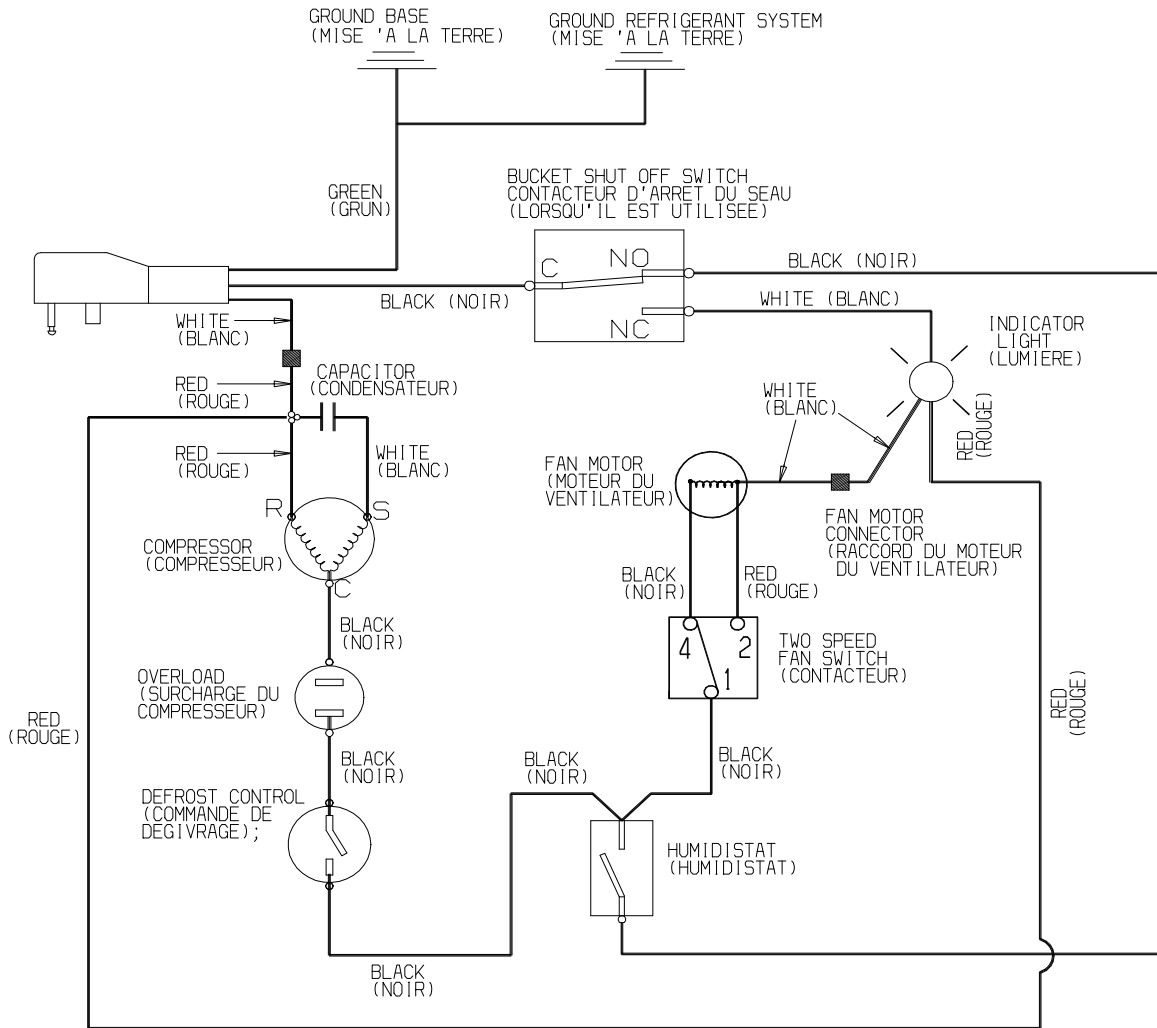 GROUND BASE
(MISE 'A LA TERRE)
GROUND REFRIGERANT SYSTEM
(MISE 'A LA TERRE)
GREEN
(GRUN)
BUCKET SHUT OFF SWITCH
CONTACTEUR D'ARRET DU SEAU
(LORSQU'IL EST UTILISEE)
C
NO
NC
BLACK (NOIR)
BLACK (NOIR)
WHITE (BLANC)
WHITE
(BLANC)
INDICATOR
LIGHT
(LUMIERE)
RED
(ROUGE)
CAPACITOR
(CONDENSATEUR)
WHITE
(BLANC)
RED
(ROUGE)
RED
(ROUGE)
WHITE
(BLANC)
FAN MOTOR
(MOTEUR DU
VENTILATEUR)
R
S
C
COMPRESSOR
(COMPRESSEUR)
FAN MOTOR
CONNECTOR
(RACCORD DU MOTEUR
DU VENTILATEUR)
BLACK
(NOIR)
RED
(ROUGE)
BLACK
(NOIR)
4
2
1
TWO SPEED
FAN SWITCH
(CONTACTEUR)
OVERLOAD
(SURCHARGE DU
COMPRESSEUR)
RED
(ROUGE)
RED
(ROUGE)
BLACK
(NOIR)
BLACK
(NOIR)
BLACK
(NOIR)
DEFROST CONTROL
(COMMANDE DE
DEGIVRAGE);
HUMIDISTAT
(HUMIDISTAT)
BLACK
(NOIR)